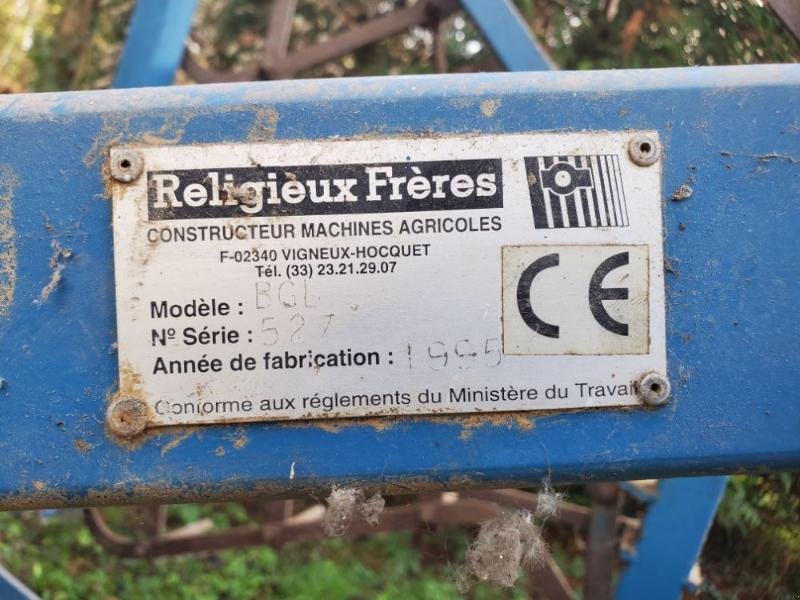 Religieux Frères
CONSTRUCTEUR MACHINES AGRICOLES
F-02340 VIGNEUX-HOCQUET
Tél. (33) 23.21.29.07
CE
Modèle :
Nº Série : 527
Année de fabrication : 1995
Conforme aux réglements du Ministère du Travail